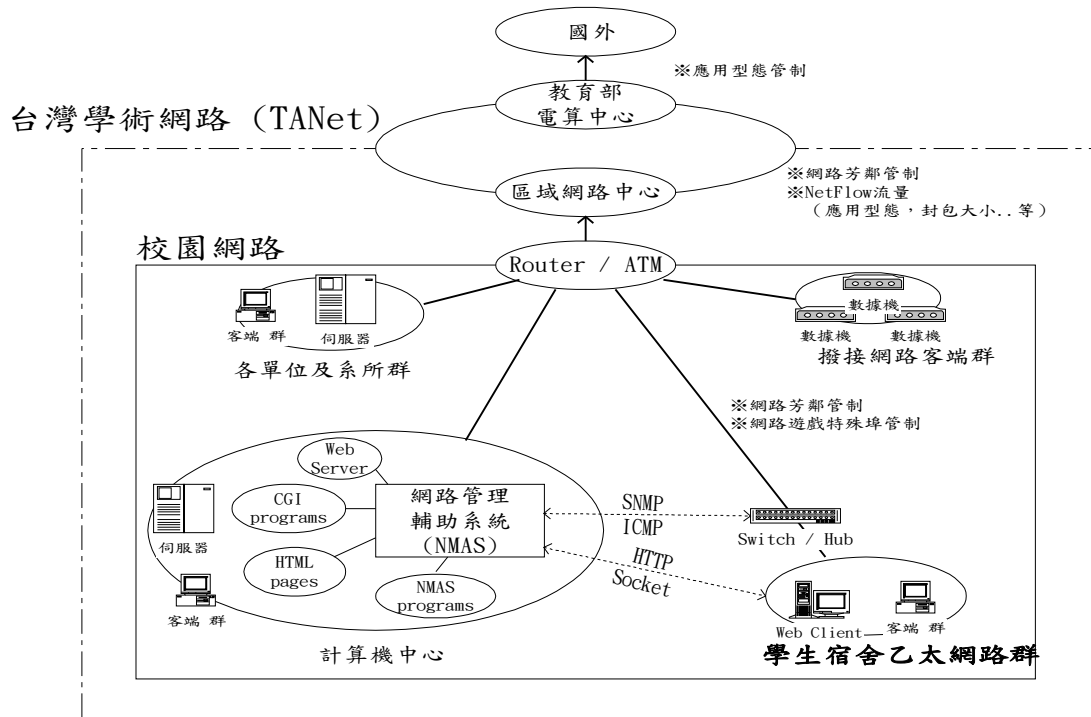 國外
※應用型態管制
教育部
電算中心
台灣學術網路 (TANet)
※網路芳鄰管制
※NetFlow流量
(應用型態，封包大小..等)
區域網路中心
校園網路
Router / ATM
客端 群
伺服器
各單位及系所群
數據機
數據機
數據機
撥接網路客端群
※網路芳鄰管制
※網路遊戲特殊埠管制
Web
Server
CGI
programs
網路管理
輔助系統
(NMAS)
伺服器
HTML
pages
NMAS
programs
客端 群
計算機中心
SNMP
ICMP
HTTP
Socket
Switch / Hub
Web Client
客端 群
學生宿舍乙太網路群